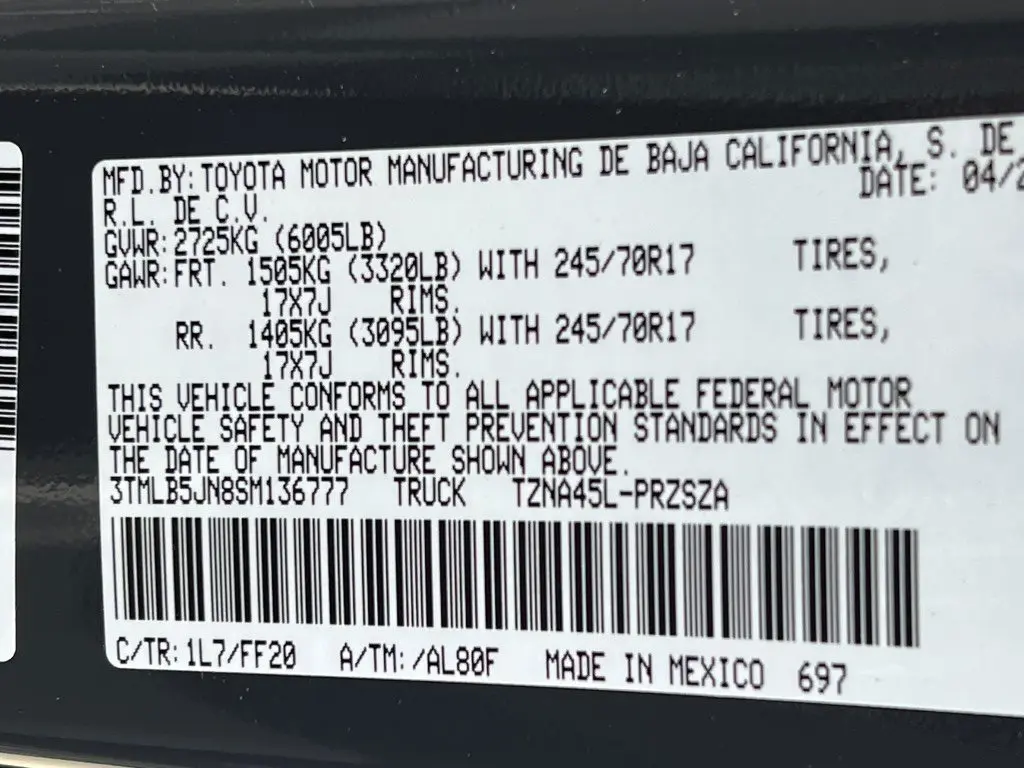 MFD.BY:TOYOTA MOTOR MANUFACTURING DE BAJA CALIFORNIA, S. DE
R.L. DE C.V. DATE: 04/2
GVWR:2725KG (6005LB)
GAWR:FRT. 1505KG (3320LB) WITH 245/70R17 TIRES,
17X7J RIMS.
RR. 1405KG (3095LB) WITH 245/70R17 TIRES,
17X7J RIMS.
THIS VEHICLE CONFORMS TO ALL APPLICABLE FEDERAL MOTOR
VEHICLE SAFETY AND THEFT PREVENTION STANDARDS IN EFFECT ON
THE DATE OF MANUFACTURE SHOWN ABOVE.
3TMLB5JN8SM136777 TRUCK TZNA45L-PRZSZA
C/TR:1L7/FF20 A/TM:/AL80F MADE IN MEXICO 697